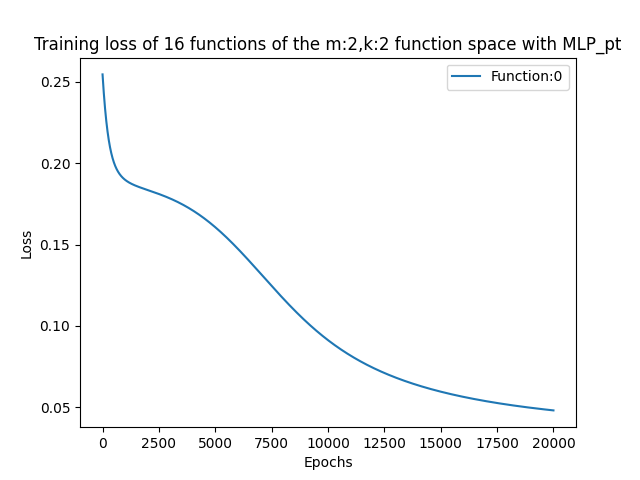 Training loss of 16 functions of the m:2,k:2 function space with MLP_pt
Function:0
Loss
0.25
0.20
0.15
0.10
0.05
0 2500 5000 7500 10000 12500 15000 17500 20000
Epochs